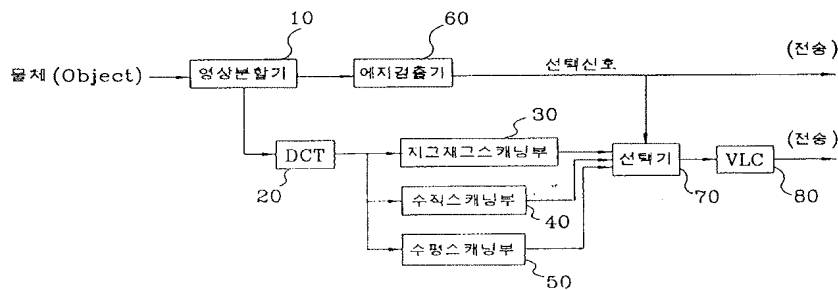 10
60
물체(Object)
영상분할기
에지검출기
선택신호
(전송)
30
(전송)
DCT
지그재그스캐닝부
선택기
VLC
20
70
80
수직스캐닝부
40
수평스캐닝부
50